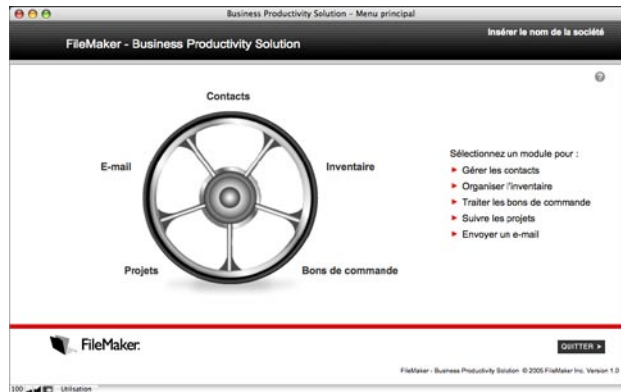 Business Productivity Solution - Menu principal
FileMaker - Business Productivity Solution
Insérer le nom de la société
?
Contacts
E-mail
Inventaire
Projets
Bons de commande
Sélectionnez un module pour :
Gérer les contacts
Organiser l'inventaire
Traiter les bons de commande
Suivre les projets
Envoyer un e-mail
FileMaker.
QUITTER
FileMaker - Business Productivity Solution © 2005 FileMaker Inc. Version 1.0
100
Utilisation